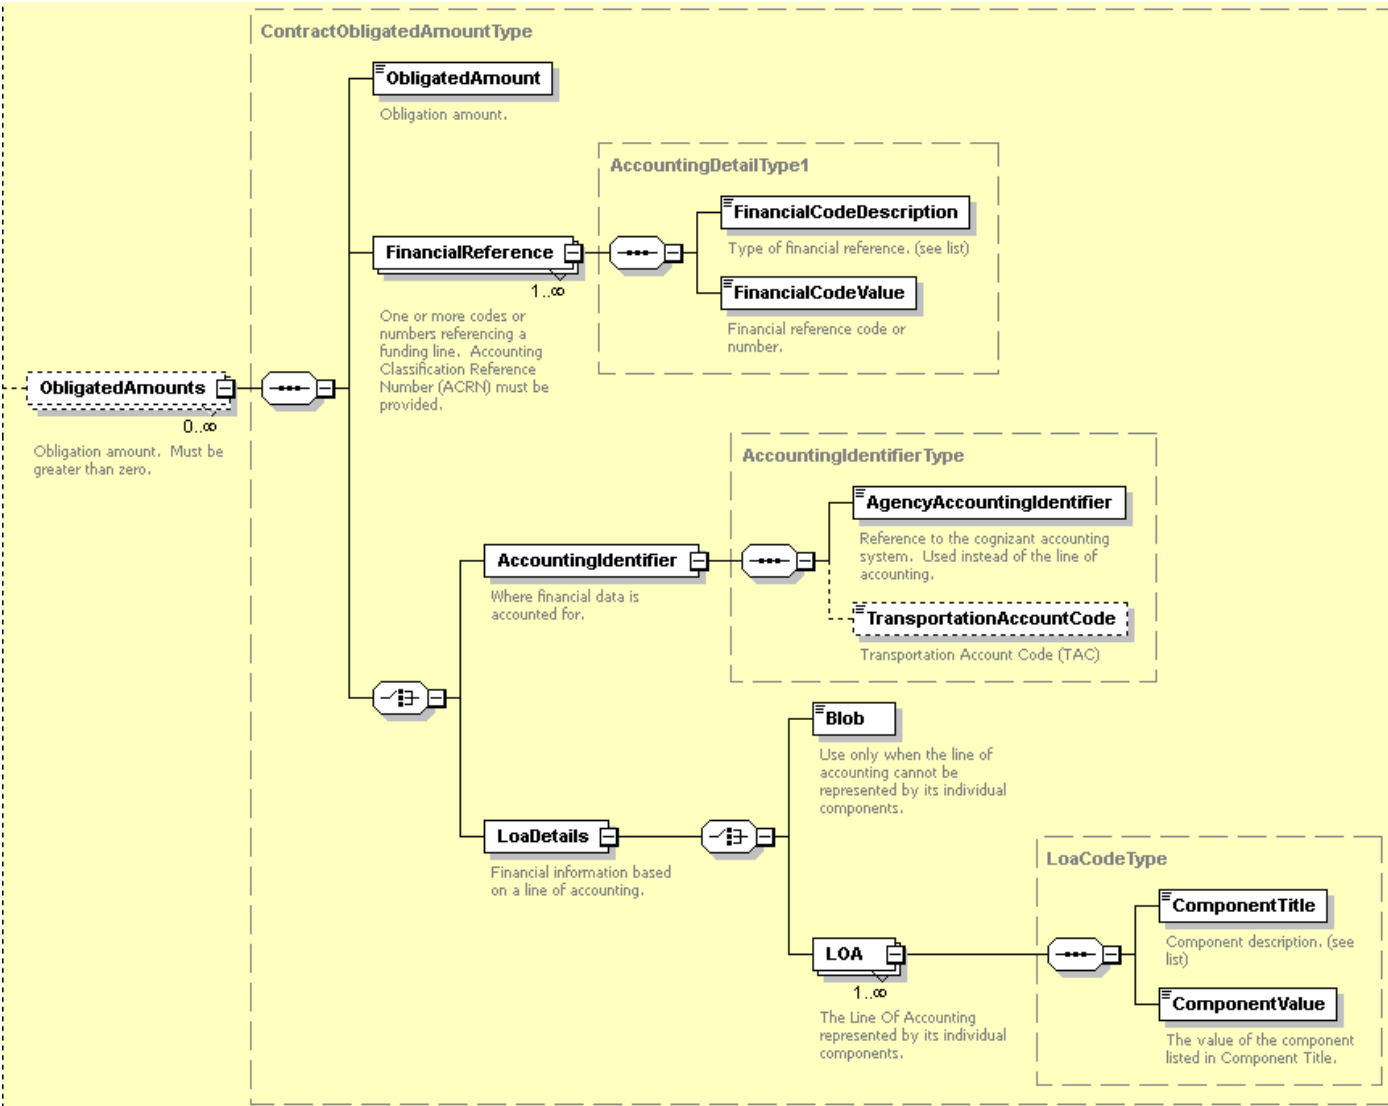 ContractObligatedAmountType
ObligatedAmount
Obligation amount.
AccountingDetailType1
FinancialCodeDescription
Type of financial reference. (see list)
FinancialReference
1..∞
FinancialCodeValue
Financial reference code or
number.
One or more codes or
numbers referencing a
funding line.  Accounting
Classification Reference
Number (ACRN) must be
provided.
ObligatedAmounts
0..∞
Obligation amount.  Must be
greater than zero.
AccountingIdentifierType
AgencyAccountingIdentifier
Reference to the cognizant accounting
system.  Used instead of the line of
accounting.
AccountingIdentifier
Where financial data is
accounted for.
TransportationAccountCode
Transportation Account Code (TAC)
Blob
Use only when the line of
accounting cannot be
represented by its individual
components.
LoaDetails
Financial information based
on a line of accounting.
LoaCodeType
ComponentTitle
Component description. (see
list)
LOA
1..∞
The Line Of Accounting
represented by its individual
components.
ComponentValue
The value of the component
listed in Component Title.